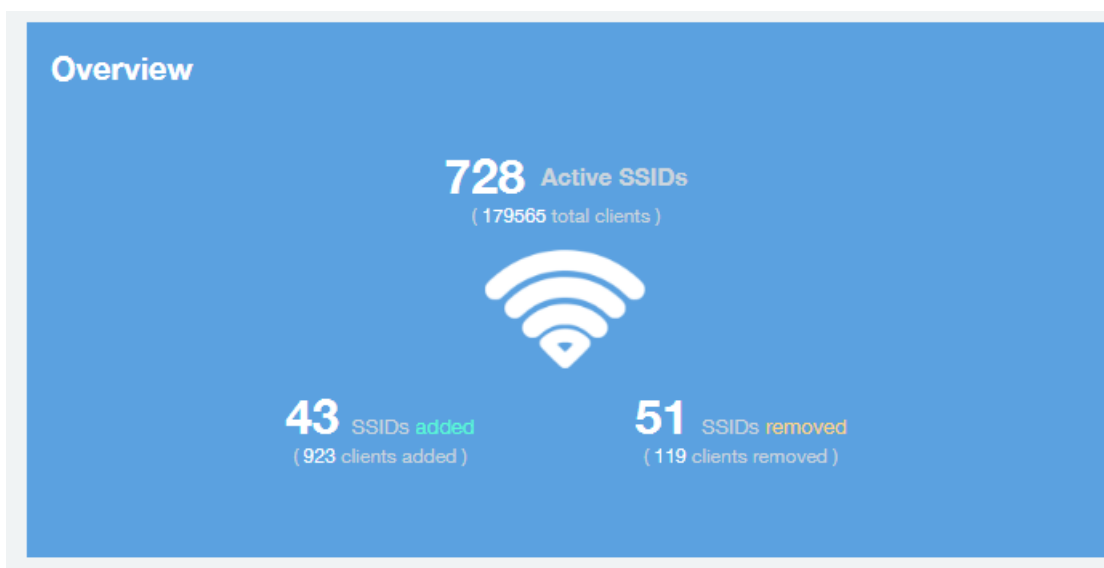 Overview
728 Active SSIDs
( 179565 total clients )
43 SSIDs added
( 923 clients added )
51 SSIDs removed
( 119 clients removed )